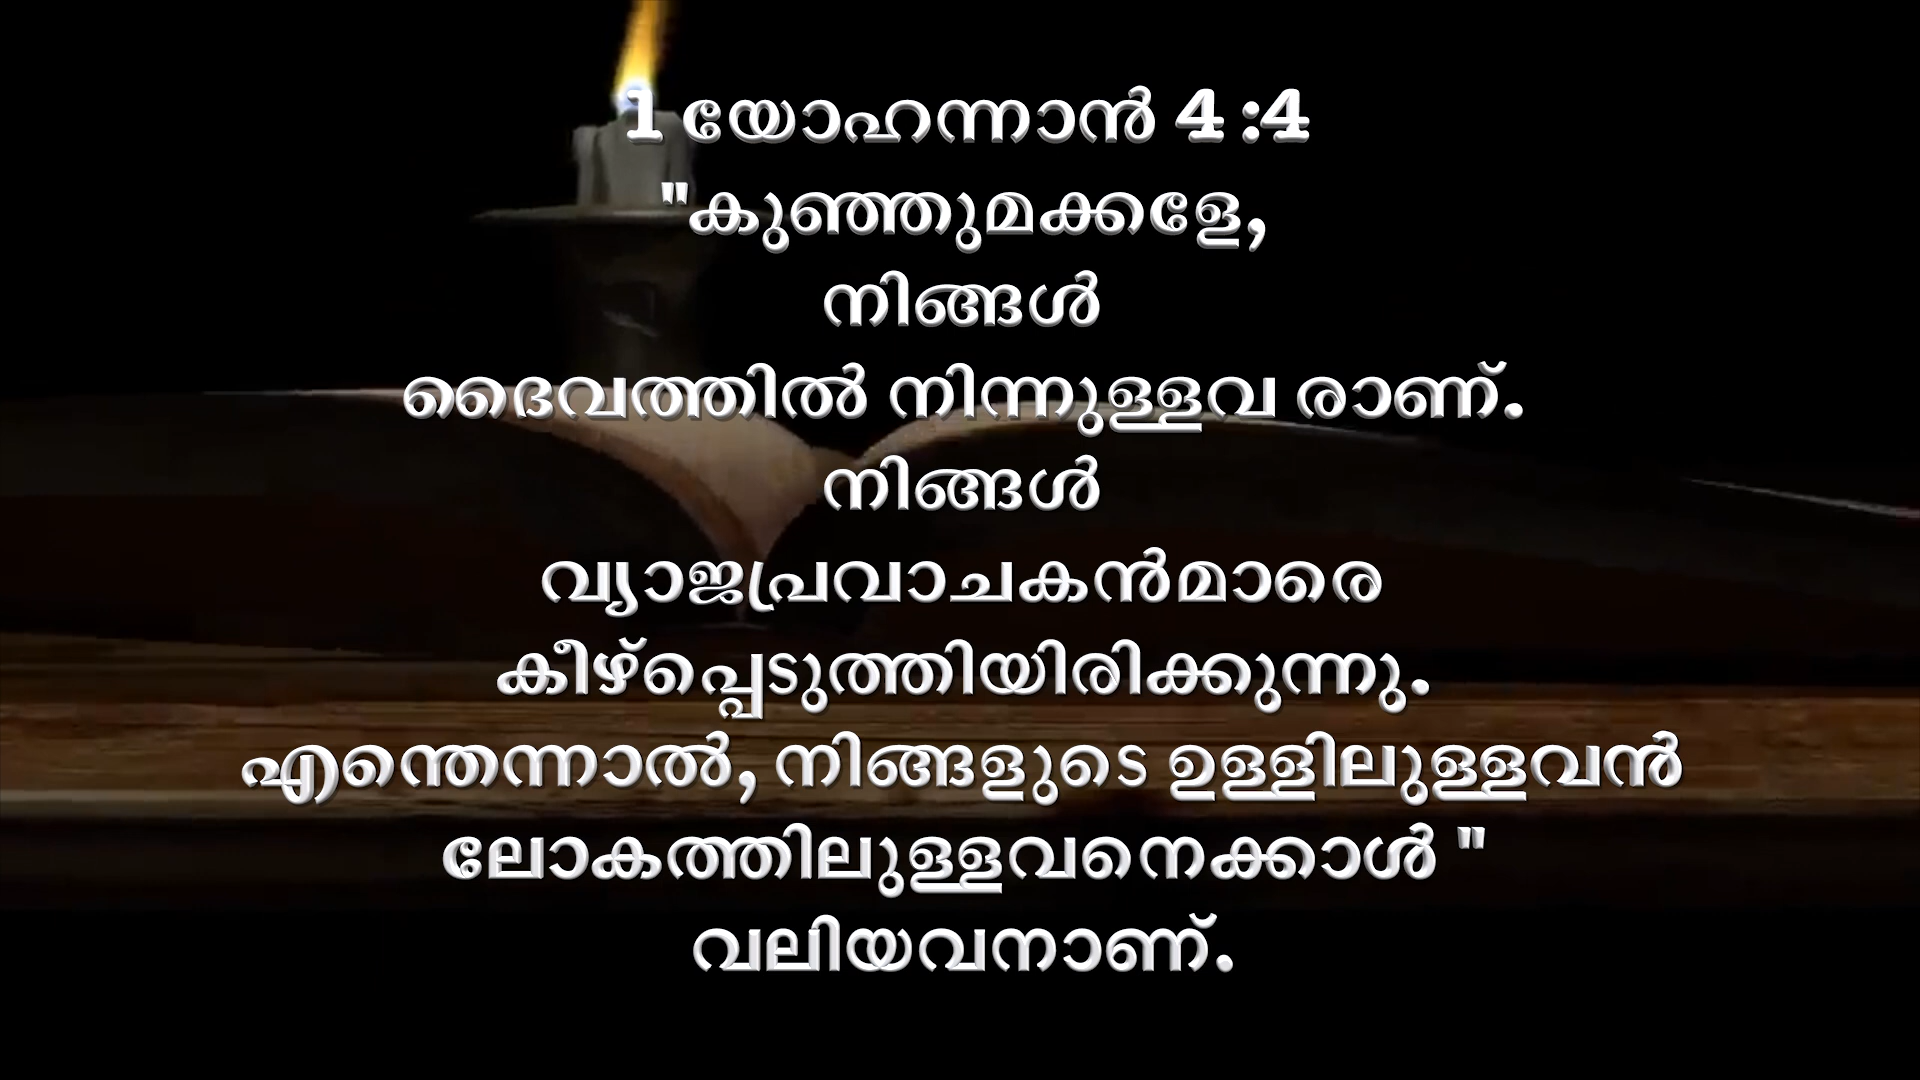 1 യോഹന്നാൻ 4 :4
"കുഞ്ഞുമക്കളേ,
നിങ്ങൾ
ദൈവത്തിൽ നിന്നുള്ളവ രാണ്.
നിങ്ങൾ
വ്യാജപ്രവാചകൻമാരെ
കീഴ്പ്പെടുത്തിയിരിക്കുന്നു.
എന്തെന്നാൽ, നിങ്ങളുടെ ഉള്ളിലുള്ളവൻ
ലോകത്തിലുള്ളവനെക്കാൾ "
വലിയവനാണ്.